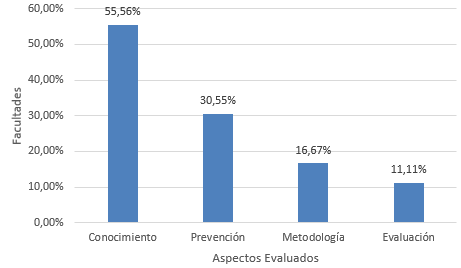 60,00%
50,00%
40,00%
30,00%
20,00%
10,00%
0,00%
Facultades
55,56%
30,55%
16,67%
11,11%
Conocimiento
Prevención
Metodología
Evaluación
Aspectos Evaluados